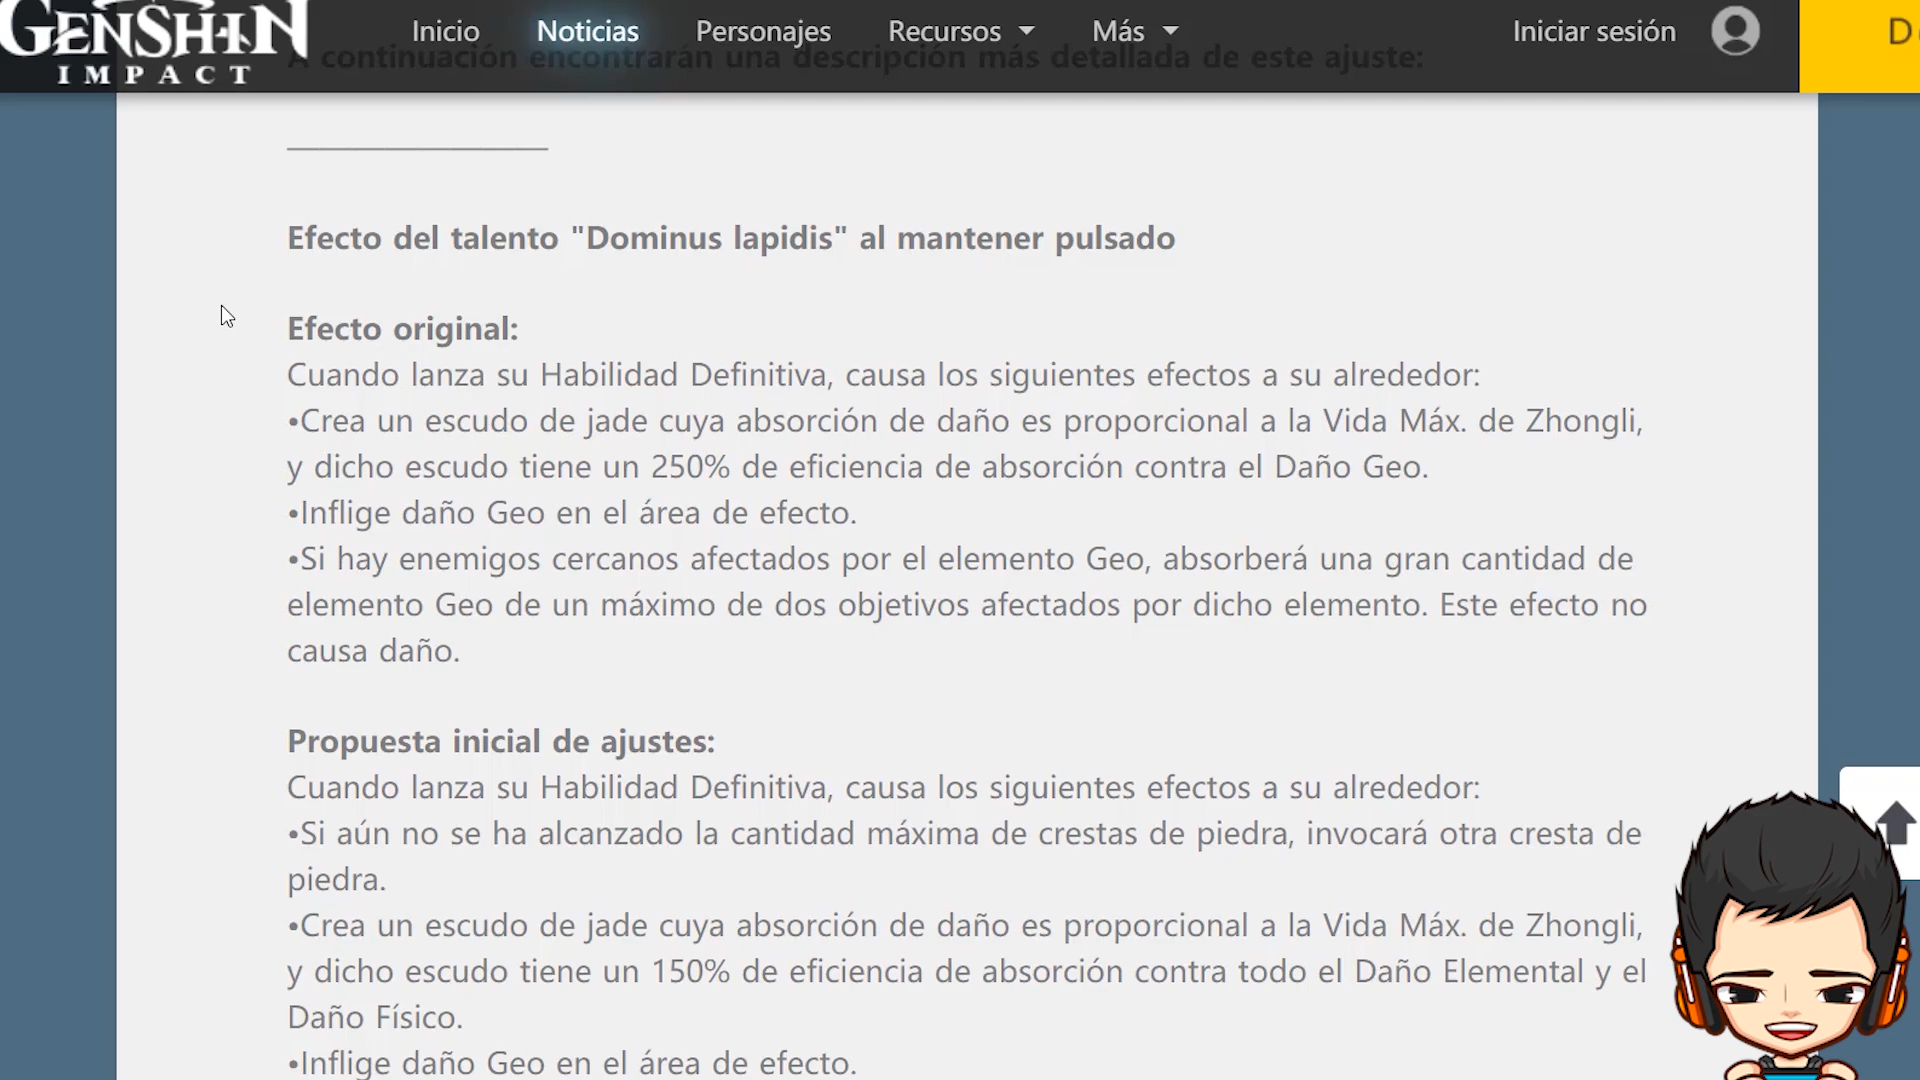 GENSHIN
IMPACT
Inicio Noticias Personajes Recursos Más Iniciar sesión D
A continuación encontrarán una descripción más detallada de este ajuste:
Efecto del talento "Dominus lapidis" al mantener pulsado
Efecto original:
Cuando lanza su Habilidad Definitiva, causa los siguientes efectos a su alrededor:
•Crea un escudo de jade cuya absorción de daño es proporcional a la Vida Máx. de Zhongli,
y dicho escudo tiene un 250% de eficiencia de absorción contra el Daño Geo.
•Inflige daño Geo en el área de efecto.
•Si hay enemigos cercanos afectados por el elemento Geo, absorberá una gran cantidad de
elemento Geo de un máximo de dos objetivos afectados por dicho elemento. Este efecto no
causa daño.
Propuesta inicial de ajustes:
Cuando lanza su Habilidad Definitiva, causa los siguientes efectos a su alrededor:
•Si aún no se ha alcanzado la cantidad máxima de crestas de piedra, invocará otra cresta de
piedra.
•Crea un escudo de jade cuya absorción de daño es proporcional a la Vida Máx. de Zhongli,
y dicho escudo tiene un 150% de eficiencia de absorción contra todo el Daño Elemental y el
Daño Físico.
•Inflige daño Geo en el área de efecto.